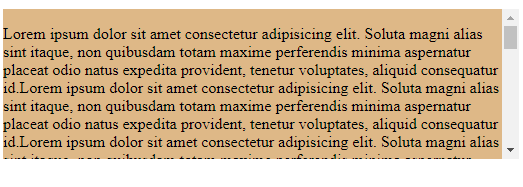 Lorem ipsum dolor sit amet consectetur adipisicing elit. Soluta magni alias
sint itaque, non quibusdam totam maxime perferendis minima aspernatur
placeat odio natus expedita provident, tenetur voluptates, aliquid consequatur
id.Lorem ipsum dolor sit amet consectetur adipisicing elit. Soluta magni alias
sint itaque, non quibusdam totam maxime perferendis minima aspernatur
placeat odio natus expedita provident, tenetur voluptates, aliquid consequatur
id.Lorem ipsum dolor sit amet consectetur adipisicing elit. Soluta magni alias